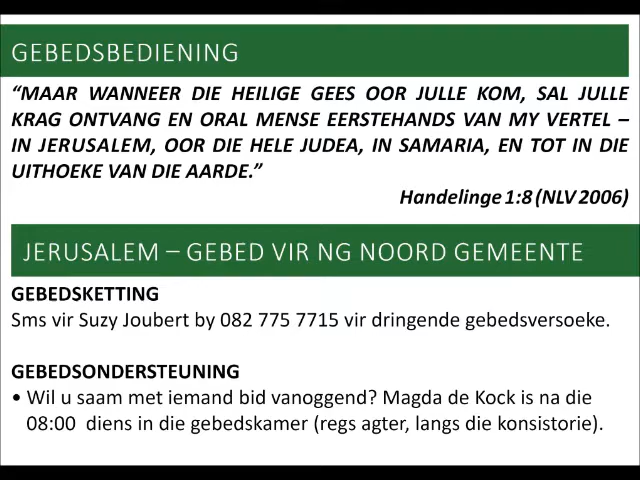 GEBEDSBEDIENING
“MAAR WANNEER DIE HEILIGE GEES OOR JULLE KOM, SAL JULLE
KRAG ONTVANG EN ORAL MENSE EERSTEHANDS VAN MY VERTEL –
IN JERUSALEM, OOR DIE HELE JUDEA, IN SAMARIA, EN TOT IN DIE
UITHOEKE VAN DIE AARDE.”
Handelinge 1:8 (NLV 2006)
JERUSALEM – GEBED VIR NG NOORD GEMEENTE
GEBEDSKETTING
Sms vir Suzy Joubert by 082 775 7715 vir dringende gebedsversoeke.
GEBEDSONDERSTEUNING
• Wil u saam met iemand bid vanoggend? Magda de Kock is na die
08:00 diens in die gebedskamer (regs agter, langs die konsistorie).